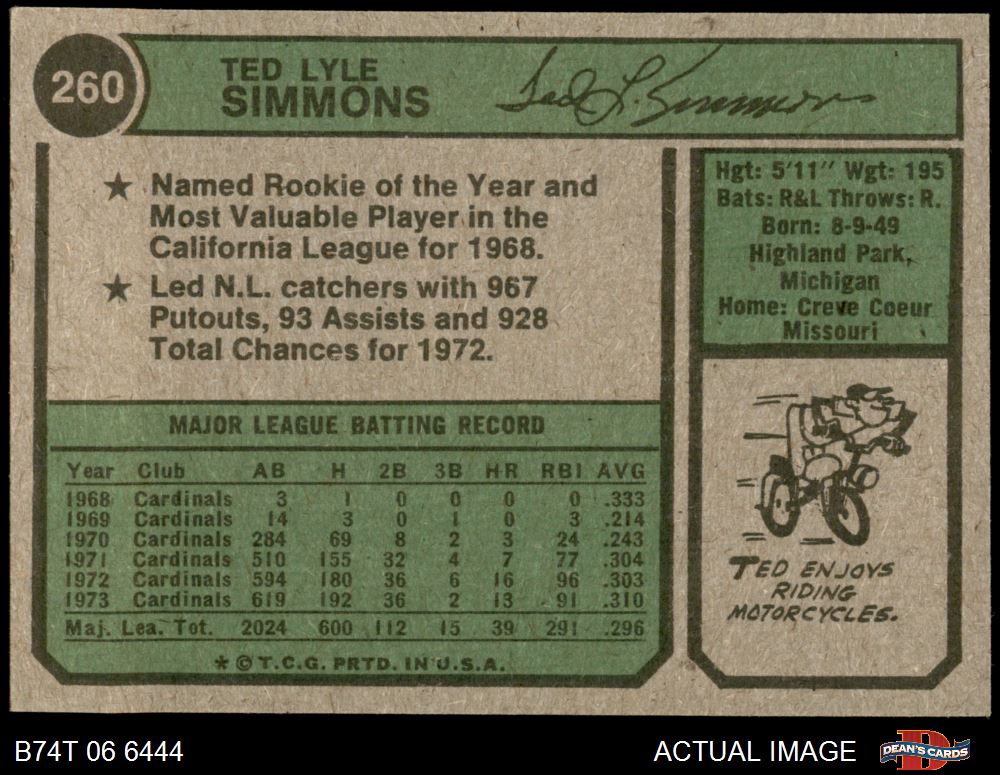 260
TED LYLE
SIMMONS
Ted L. Simmons
★ Named Rookie of the Year and
Most Valuable Player in the
California League for 1968.
★ Led N.L. catchers with 967
Putouts, 93 Assists and 928
Total Chances for 1972.
Hgt: 5'11" Wgt: 195
Bats: R&L Throws: R.
Born: 8-9-49
Highland Park,
Michigan
Home: Creve Coeur
Missouri
MAJOR LEAGUE BATTING RECORD
Year Club AB H 2B 3B HR RBI AVG
1968 Cardinals 3 1 0 0 0 0 .333
1969 Cardinals 14 3 0 1 0 3 .214
1970 Cardinals 284 69 8 2 3 24 .243
1971 Cardinals 510 155 32 4 7 77 .304
1972 Cardinals 594 180 36 6 16 96 .303
1973 Cardinals 619 192 36 2 13 91 .310
Maj. Lea. Tot. 2024 600 112 15 39 291 .296
* © T.C.G. PRTD. IN U.S.A.
TED ENJOYS
RIDING
MOTORCYCLES.
B74T 06 6444
ACTUAL IMAGE
DEAN'S CARDS